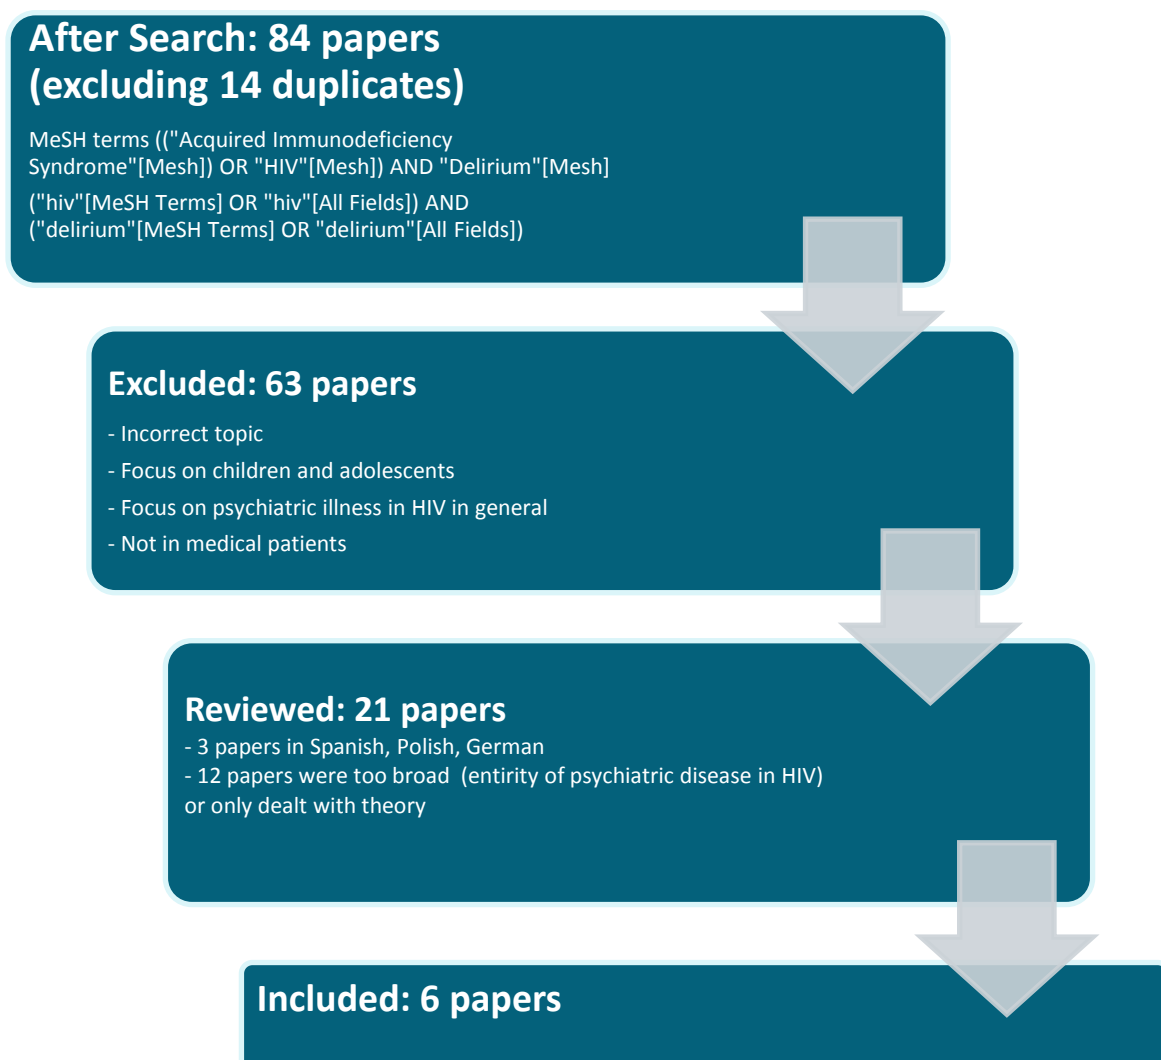 After Search: 84 papers
(excluding 14 duplicates)
MeSH terms (("Acquired Immunodeficiency
Syndrome"[Mesh]) OR "HIV"[Mesh]) AND "Delirium"[Mesh]
("hiv"[MeSH Terms] OR "hiv"[All Fields]) AND
("delirium"[MeSH Terms] OR "delirium"[All Fields])
Excluded: 63 papers
- Incorrect topic
- Focus on children and adolescents
- Focus on psychiatric illness in HIV in general
- Not in medical patients
Reviewed: 21 papers
- 3 papers in Spanish, Polish, German
- 12 papers were too broad  (entirity of psychiatric disease in HIV)
or only dealt with theory
Included: 6 papers